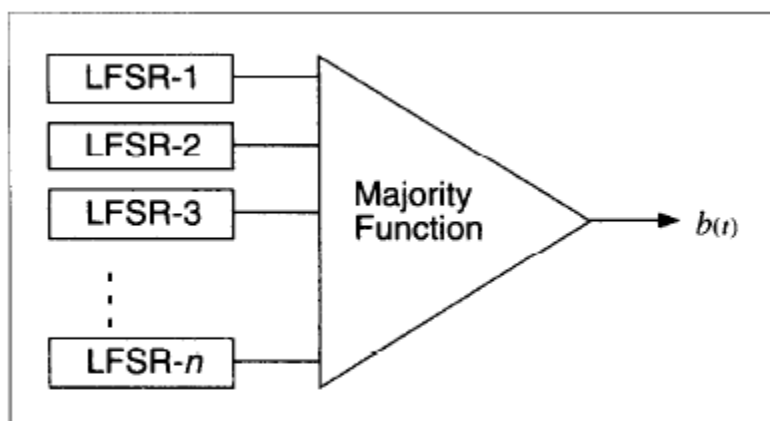 LFSR-1
LFSR-2
LFSR-3
LFSR-n
Majority
Function
b(t)